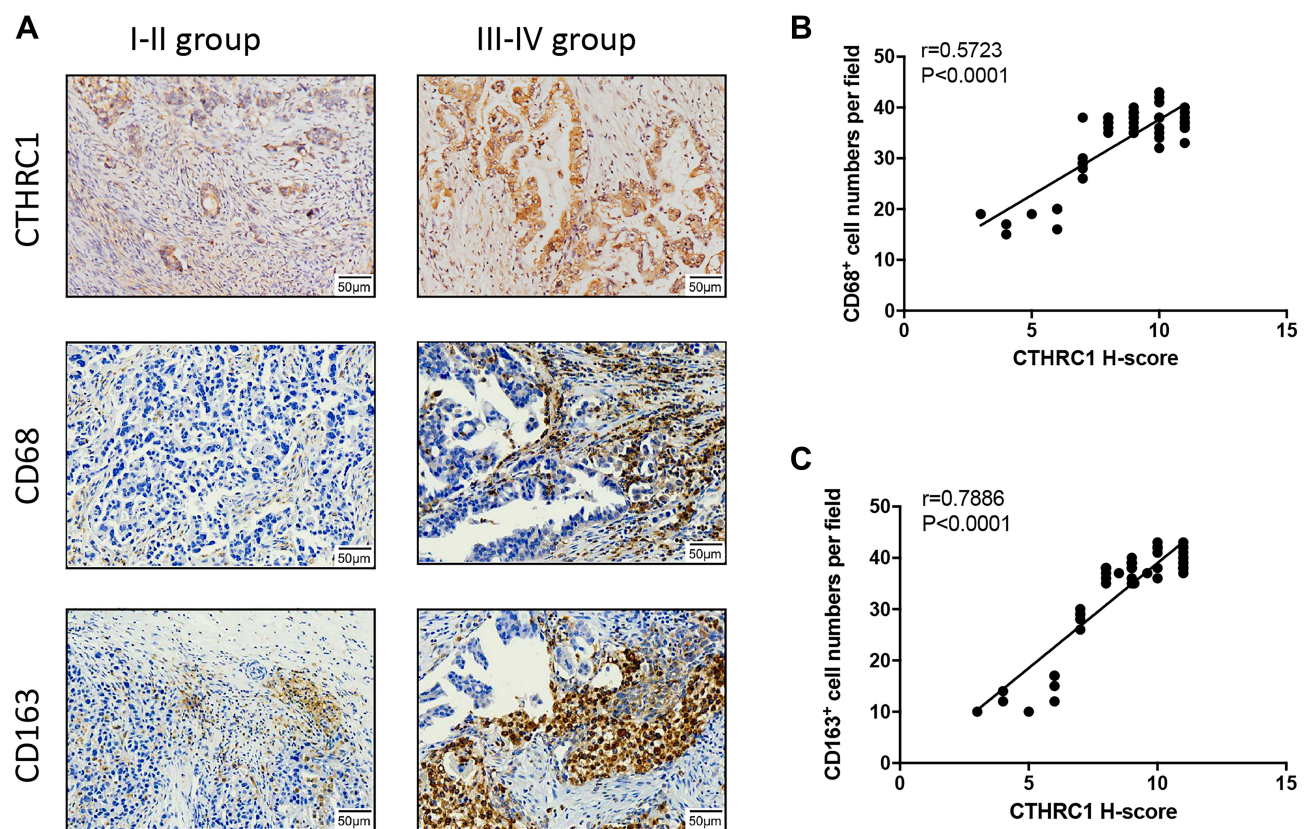 A
I-II group
III-IV group
CTHRC1
50μm
50μm
CD68
50μm
50μm
CD163
50μm
50μm
B
r=0.5723
P<0.0001
CD68⁺ cell numbers per field
50
40
30
20
10
0
0
5
10
15
CTHRC1 H-score
C
r=0.7886
P<0.0001
CD163⁺ cell numbers per field
50
40
30
20
10
0
0
5
10
15
CTHRC1 H-score